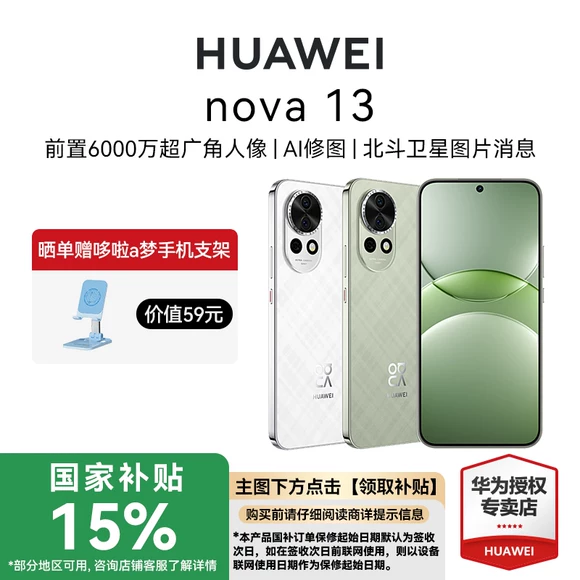 HUAWEI
nova 13
前置6000万超广角人像 | AI修图 | 北斗卫星图片消息
晒单赠哆啦a梦手机支架
价值59元
HUAWEI
HUAWEI
国家补贴
15%
*部分地区可用, 咨询店铺客服了解详情
主图下方点击【领取补贴】
购买前请仔细阅读商详提示信息
*本产品国补订单保修起始日期默认为签收
次日，如在签收次日前联网使用，则以设备
联网使用日期作为保修起始日期。
华为授权
专卖店
HUAWEI